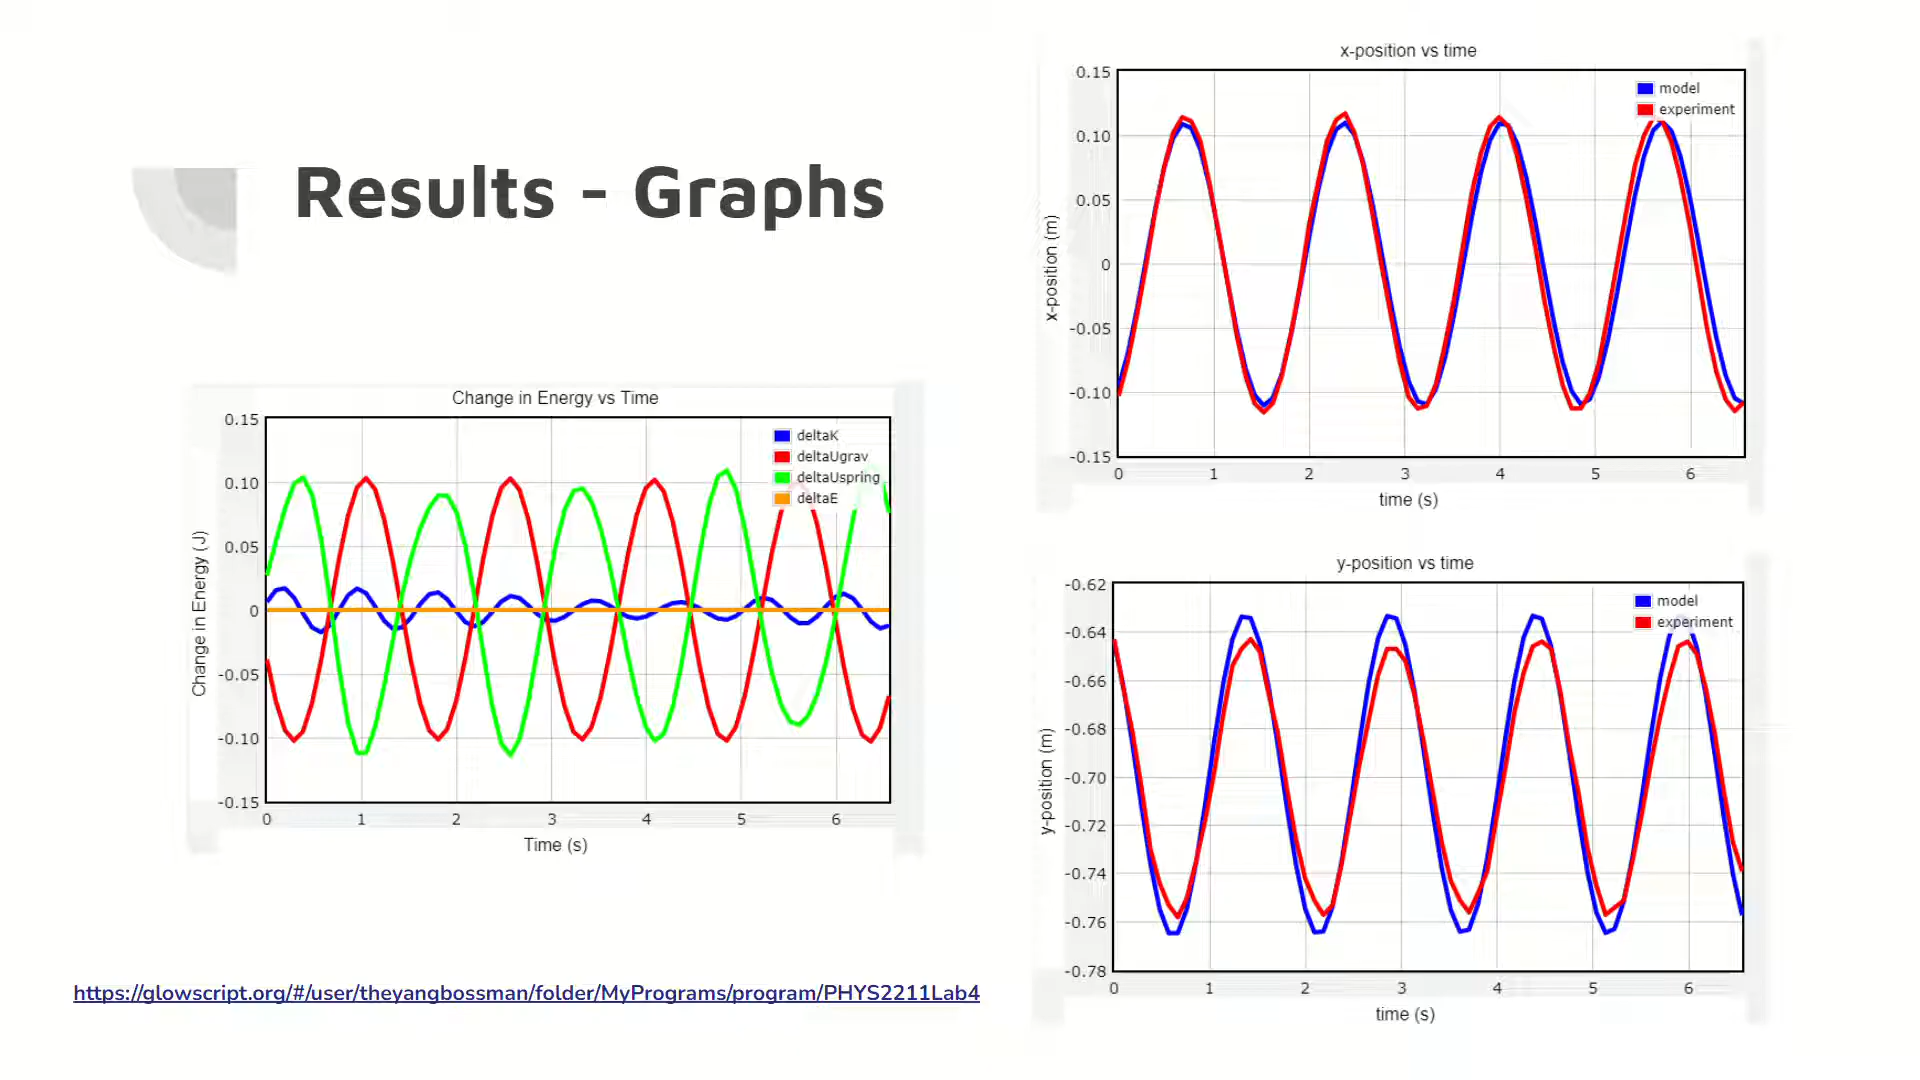 Results - Graphs
Change in Energy vs Time
0.15
0.10
0.05
0
-0.05
-0.10
-0.15
Change in Energy (J)
deltaK
deltaUgrav
deltaUspring
deltaE
0 1 2 3 4 5 6
Time (s)
https://glowscript.org/#/user/theyangbossman/folder/MyPrograms/program/PHYS2211Lab4
x-position vs time
0.15
0.10
0.05
0
-0.05
-0.10
-0.15
x-position (m)
model
experiment
0 1 2 3 4 5 6
time (s)
y-position vs time
-0.62
-0.64
-0.66
-0.68
-0.70
-0.72
-0.74
-0.76
-0.78
y-position (m)
model
experiment
0 1 2 3 4 5 6
time (s)